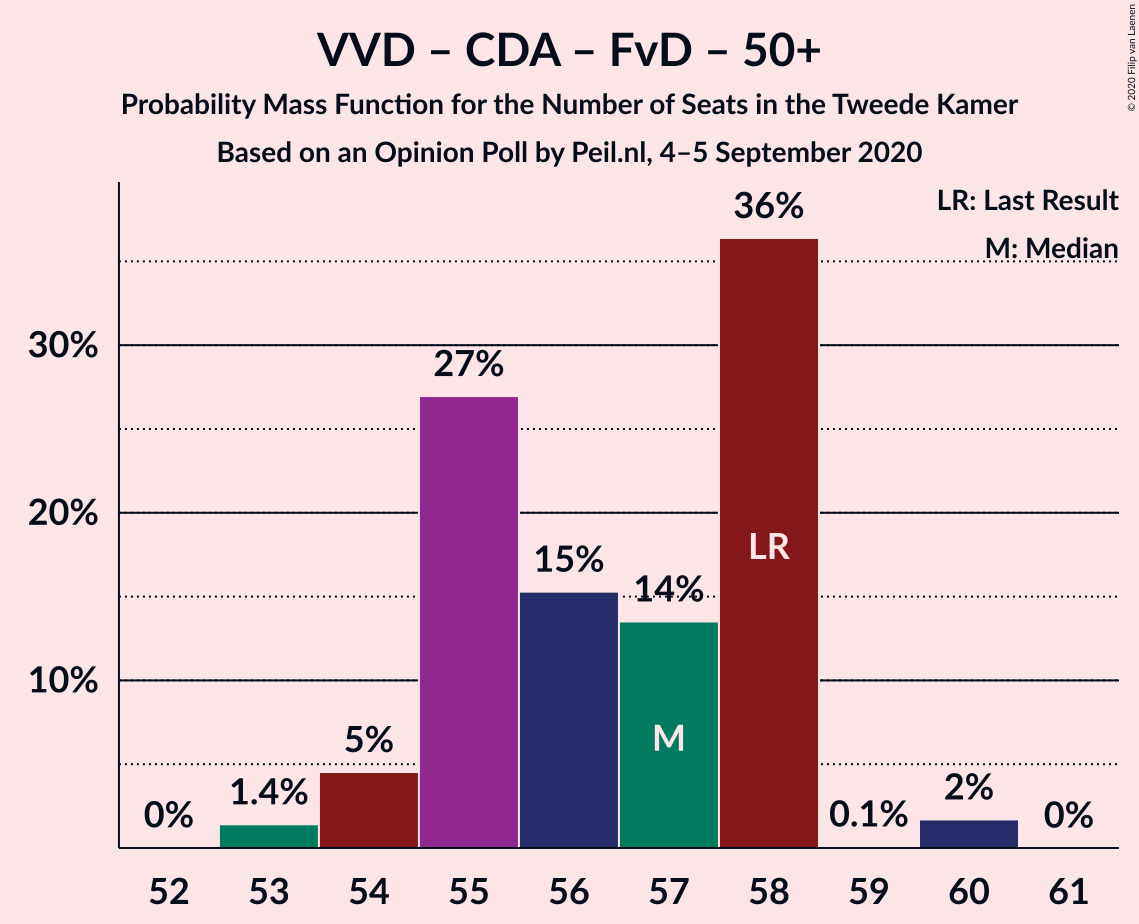 VVD – CDA – FvD – 50+
Probability Mass Function for the Number of Seats in the Tweede Kamer
Based on an Opinion Poll by Peil.nl, 4–5 September 2020
© 2020 Filip van Laenen
LR: Last Result
M: Median
36%
30%
27%
20%
15%
14%
LR
10%
M
5%
1.4%
2%
0%
0.1%
0%
52 53 54 55 56 57 58 59 60 61